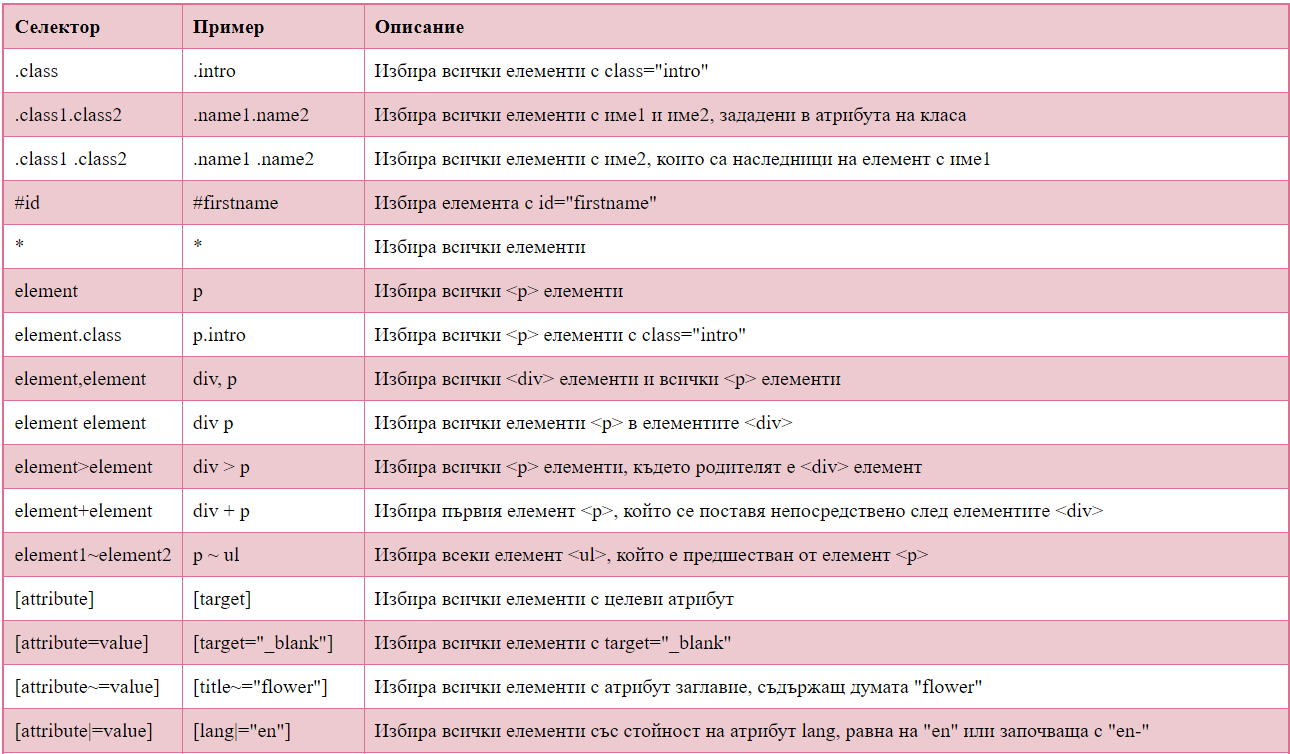 Селектор Пример Описание
.class .intro Избира всички елементи с class="intro"
.class1.class2 .name1.name2 Избира всички елементи с име1 и име2, зададени в атрибута на класа
.class1 .class2 .name1 .name2 Избира всички елементи с име2, които са наследници на елемент с име1
#id #firstname Избира елемента с id="firstname"
* * Избира всички елементи
element p Избира всички <p> елементи
element.class p.intro Избира всички <p> елементи с class="intro"
element,element div, p Избира всички <div> елементи и всички <p> елементи
element element div p Избира всички елементи <p> в елементите <div>
element>element div > p Избира всички <p> елементи, където родителят е <div> елемент
element+element div + p Избира първия елемент <p>, който се поставя непосредствено след елементите <div>
element1~element2 p ~ ul Избира всеки елемент <ul>, който е предшестван от елемент <p>
[attribute] [target] Избира всички елементи с целеви атрибут
[attribute=value] [target="_blank"] Избира всички елементи с target="_blank"
[attribute~=value] [title~="flower"] Избира всички елементи с атрибут заглавие, съдържащ думата "flower"
[attribute|=value] [lang|="en"] Избира всички елементи със стойност на атрибут lang, равна на "en" или започваща с "en-"